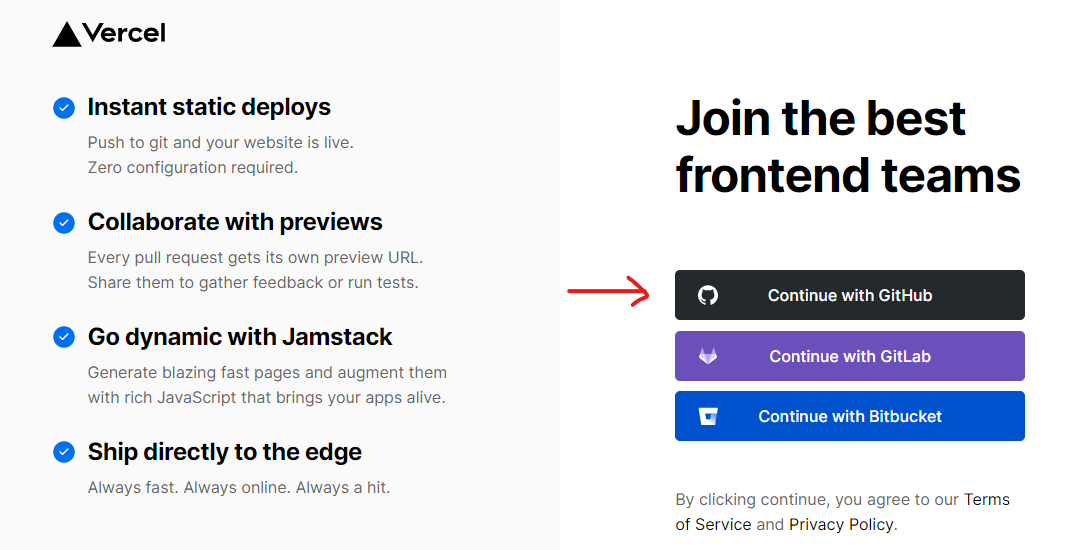 Vercel
Instant static deploys
Push to git and your website is live.
Zero configuration required.
Collaborate with previews
Every pull request gets its own preview URL.
Share them to gather feedback or run tests.
Go dynamic with Jamstack
Generate blazing fast pages and augment them
with rich JavaScript that brings your apps alive.
Ship directly to the edge
Always fast. Always online. Always a hit.
Join the best
frontend teams
Continue with GitHub
Continue with GitLab
Continue with Bitbucket
By clicking continue, you agree to our Terms
of Service and Privacy Policy.